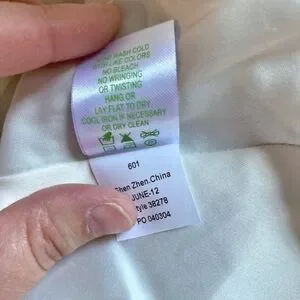 HAND WASH COLD
WITH LIKE COLORS
NO BLEACH
NO WRINGING
OR TWISTING
HANG OR
LAY FLAT TO DRY
COOL IRON IF NECESSARY
OR DRY CLEAN
601
Shen Zhen.China
JUNE-12
Style 38278
PO 040304